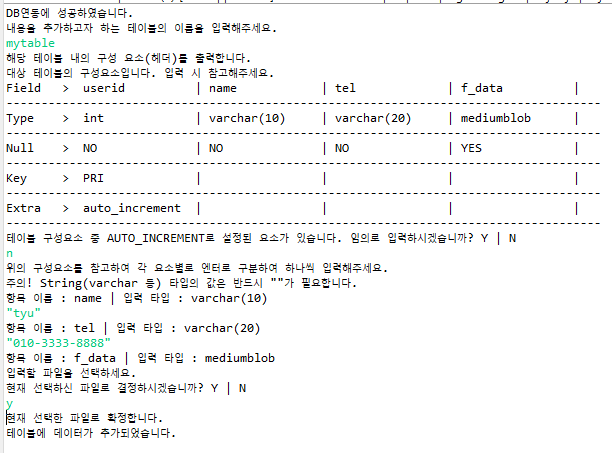 DB연동에 성공하였습니다.
내용을 추가하고자 하는 테이블의 이름을 입력해주세요.
mytable
해당 테이블 내의 구성 요소(헤더)를 출력합니다.
대상 테이블의 구성요소입니다. 입력 시 참고해주세요.
Field > userid | name | tel | f_data |
Type > int | varchar(10) | varchar(20) | mediumblob |
Null > NO | NO | NO | YES |
Key > PRI | | | |
Extra > auto_increment | | | |
테이블 구성요소 중 AUTO_INCREMENT로 설정된 요소가 있습니다. 임의로 입력하시겠습니까? Y | N
n
위의 구성요소를 참고하여 각 요소별로 엔터로 구분하여 하나씩 입력해주세요.
주의! String(varchar 등) 타입의 값은 반드시 ""가 필요합니다.
항목 이름 : name | 입력 타입 : varchar(10)
"tyu"
항목 이름 : tel | 입력 타입 : varchar(20)
"010-3333-8888"
항목 이름 : f_data | 입력 타입 : mediumblob
입력할 파일을 선택하세요.
현재 선택하신 파일로 결정하시겠습니까? Y | N
y
현재 선택한 파일로 확정합니다.
테이블에 데이터가 추가되었습니다.